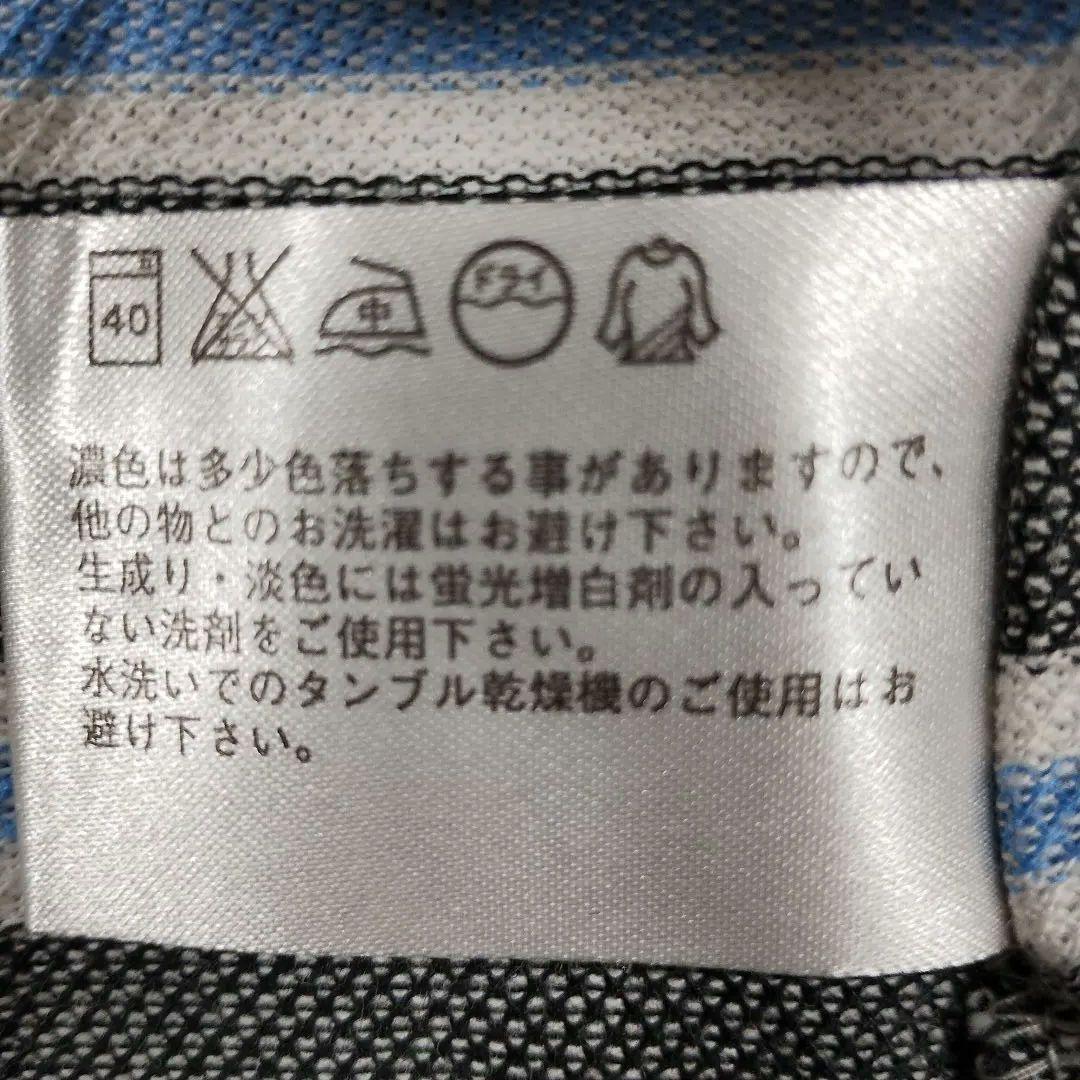 40 中 ドライ
濃色は多少色落ちする事がありますので、
他の物とのお洗濯はお避け下さい。
生成り・淡色には蛍光増白剤の入ってい
ない洗剤をご使用下さい。
水洗いでのタンブル乾燥機のご使用はお
避け下さい。